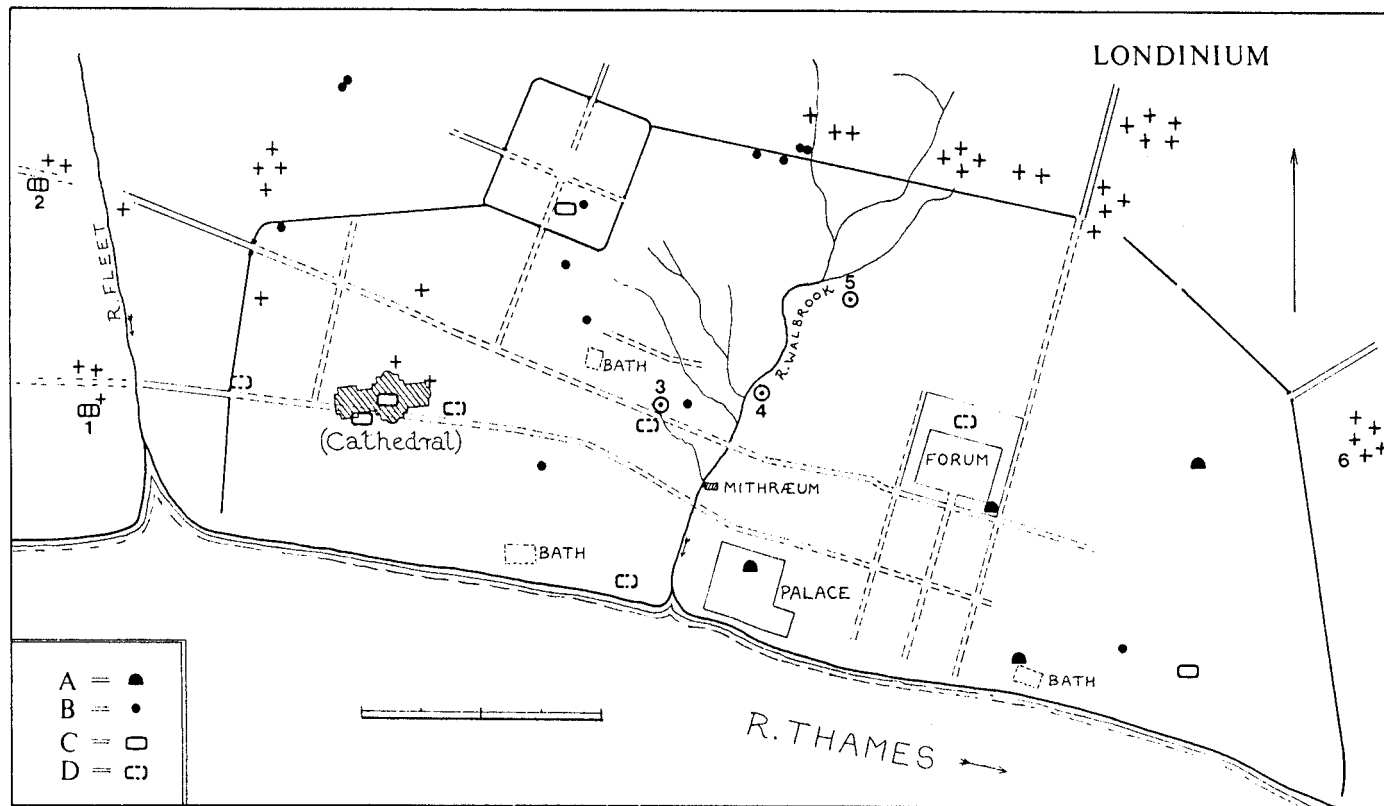 LONDINIUM
2
R. FLEET
5
R. WALBROOK
BATH
3
4
1
(Cathedral)
FORUM
6
MITHRÆUM
BATH
PALACE
BATH
A =
B =
C =
D =
R. THAMES